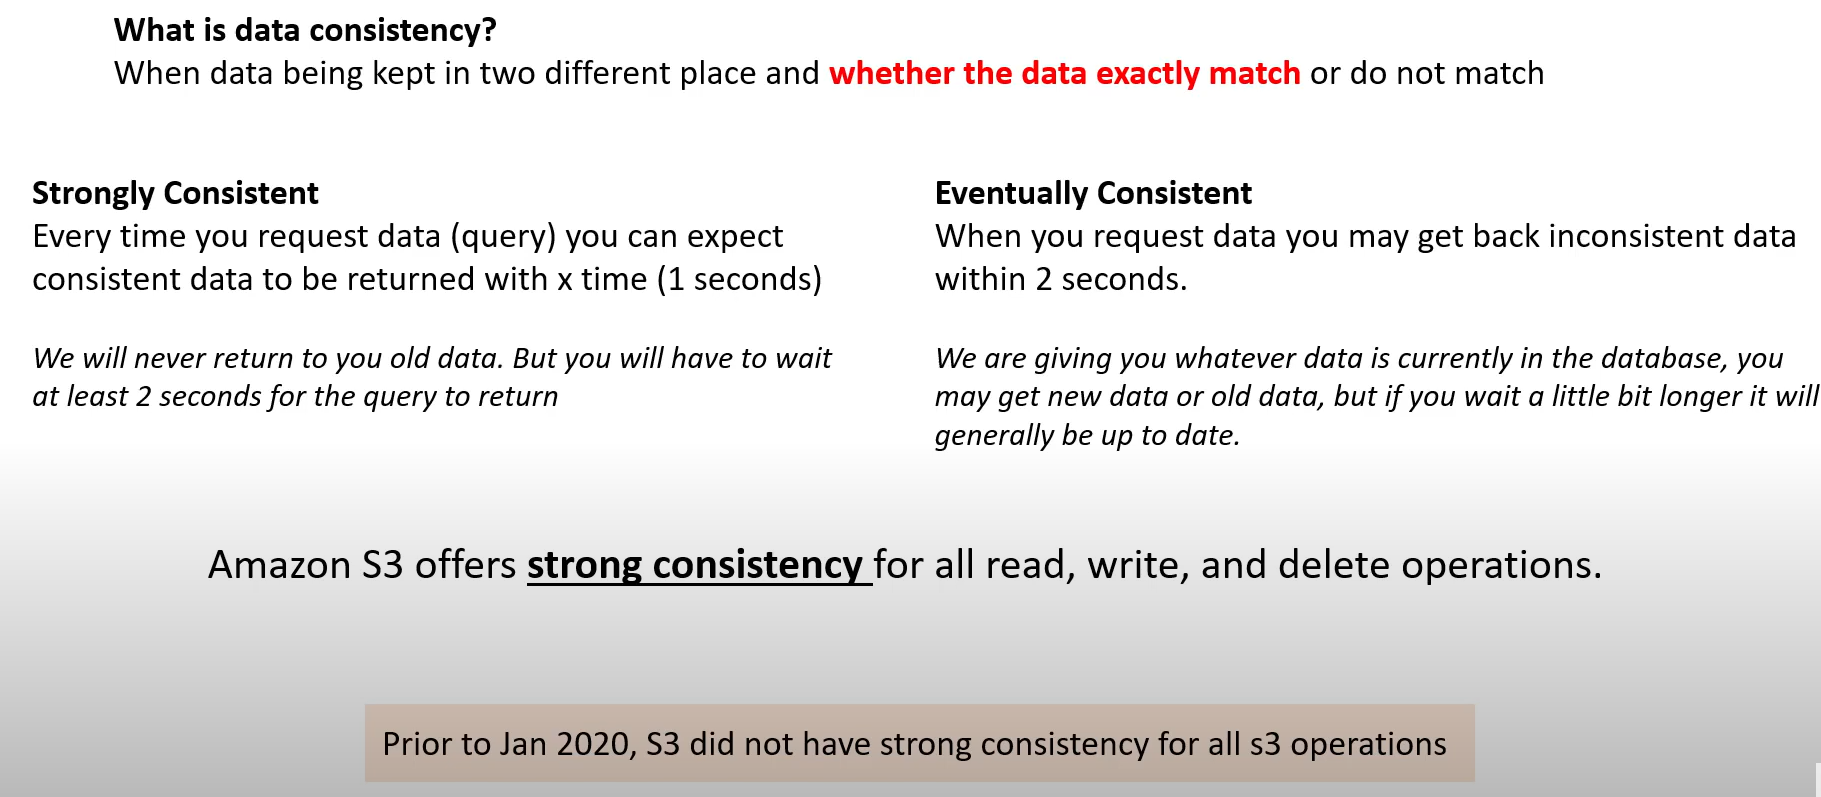 What is data consistency?
When data being kept in two different place and whether the data exactly match or do not match
Strongly Consistent
Every time you request data (query) you can expect
consistent data to be returned with x time (1 seconds)
We will never return to you old data. But you will have to wait
at least 2 seconds for the query to return
Eventually Consistent
When you request data you may get back inconsistent data
within 2 seconds.
We are giving you whatever data is currently in the database, you
may get new data or old data, but if you wait a little bit longer it will
generally be up to date.
Amazon S3 offers strong consistency for all read, write, and delete operations.
Prior to Jan 2020, S3 did not have strong consistency for all s3 operations